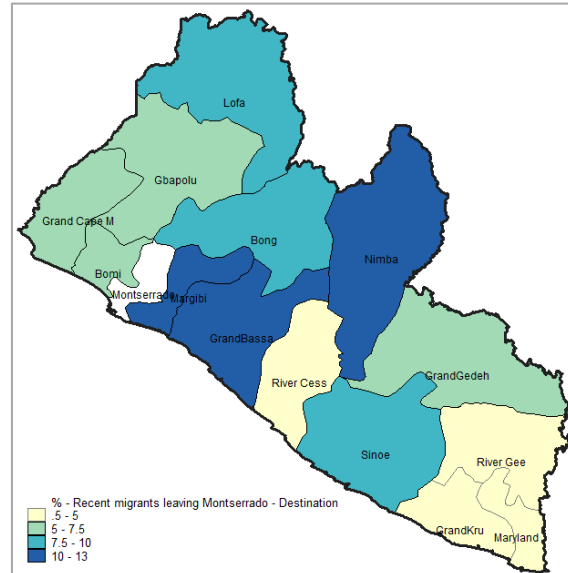 Lofa
Gbapolu
Grand Cape M
Bong
Nimba
Bomi
Montserrado
Margibi
GrandBassa
GrandGedeh
River Cess
Sinoe
River Gee
GrandKru
Maryland
% - Recent migrants leaving Montserrado - Destination
.5 - 5
5 - 7.5
7.5 - 10
10 - 13